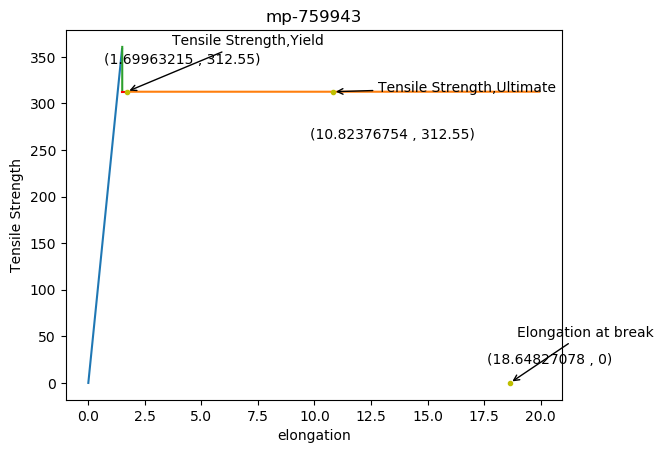 mp-759943
Tensile Strength,Yield
(1.69963215 , 312.55)
Tensile Strength,Ultimate
(10.82376754 , 312.55)
Elongation at break
(18.64827078 , 0)
Tensile Strength
350
300
250
200
150
100
50
0
0.0 2.5 5.0 7.5 10.0 12.5 15.0 17.5 20.0
elongation